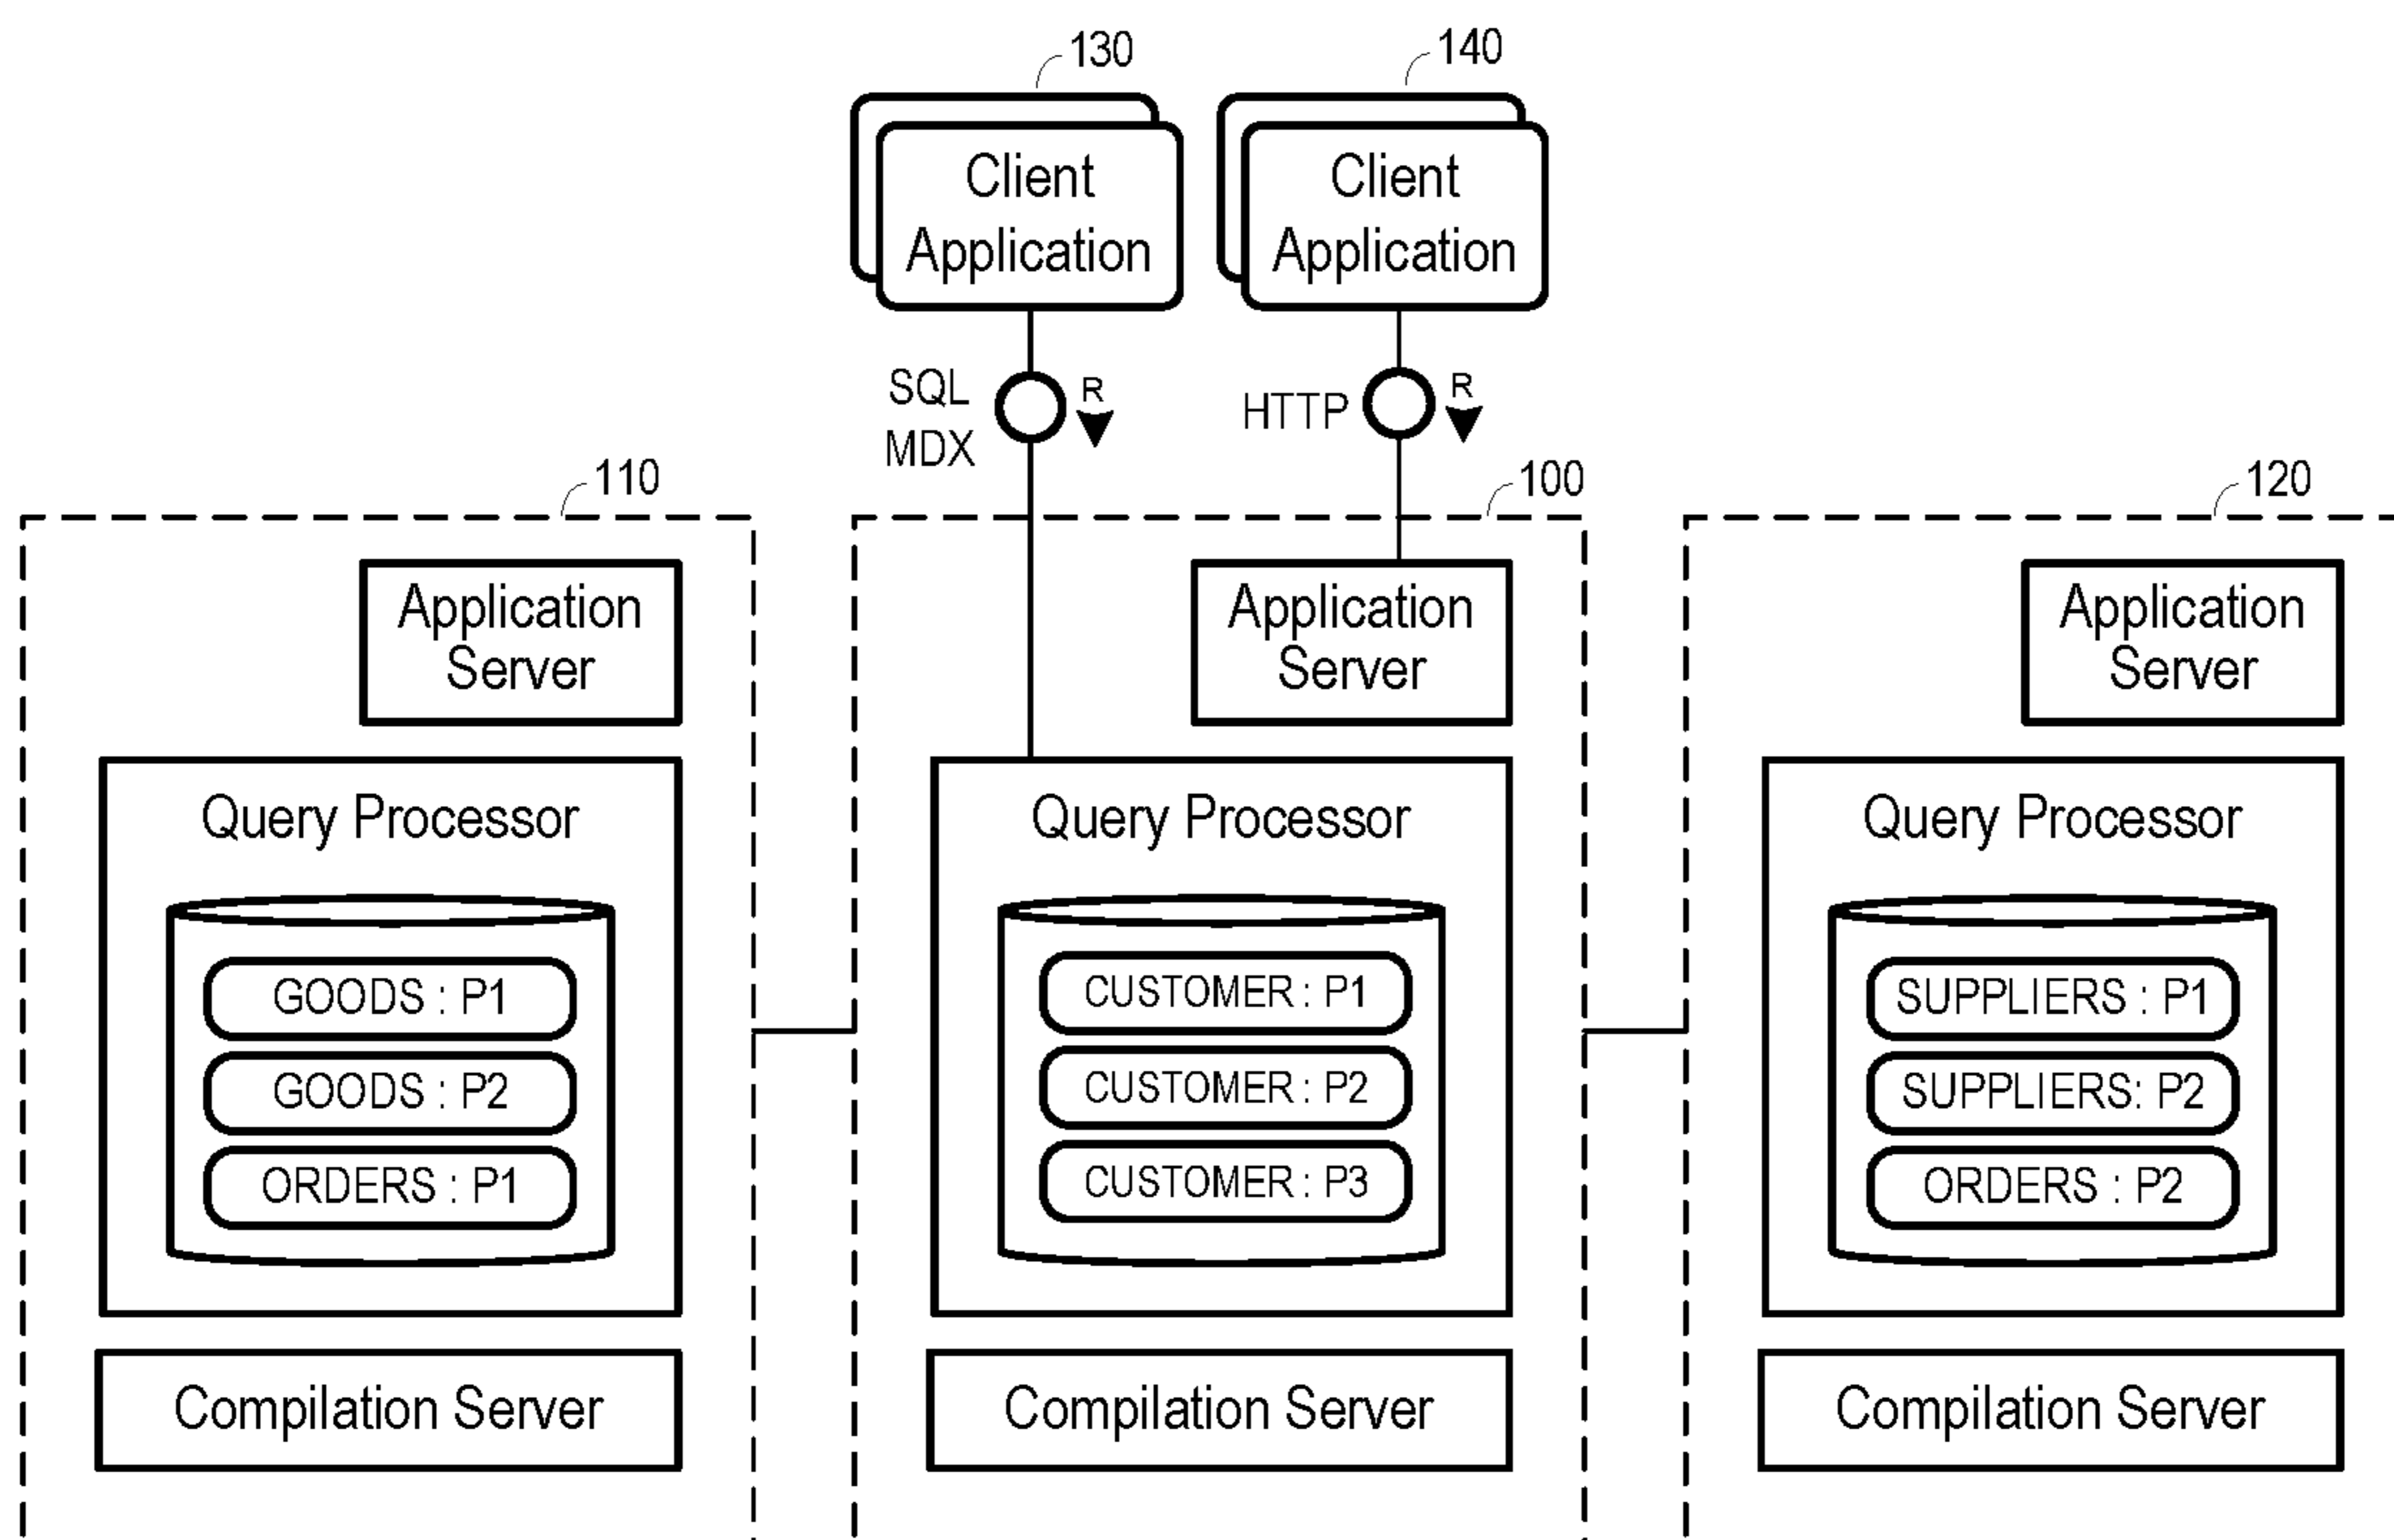 130
140
Client
Application
Client
Application
SQL
MDX
R
HTTP
R
110
100
120
Application
Server
Application
Server
Application
Server
Query Processor
Query Processor
Query Processor
GOODS : P1
GOODS : P2
ORDERS : P1
CUSTOMER : P1
CUSTOMER : P2
CUSTOMER : P3
SUPPLIERS : P1
SUPPLIERS: P2
ORDERS : P2
Compilation Server
Compilation Server
Compilation Server